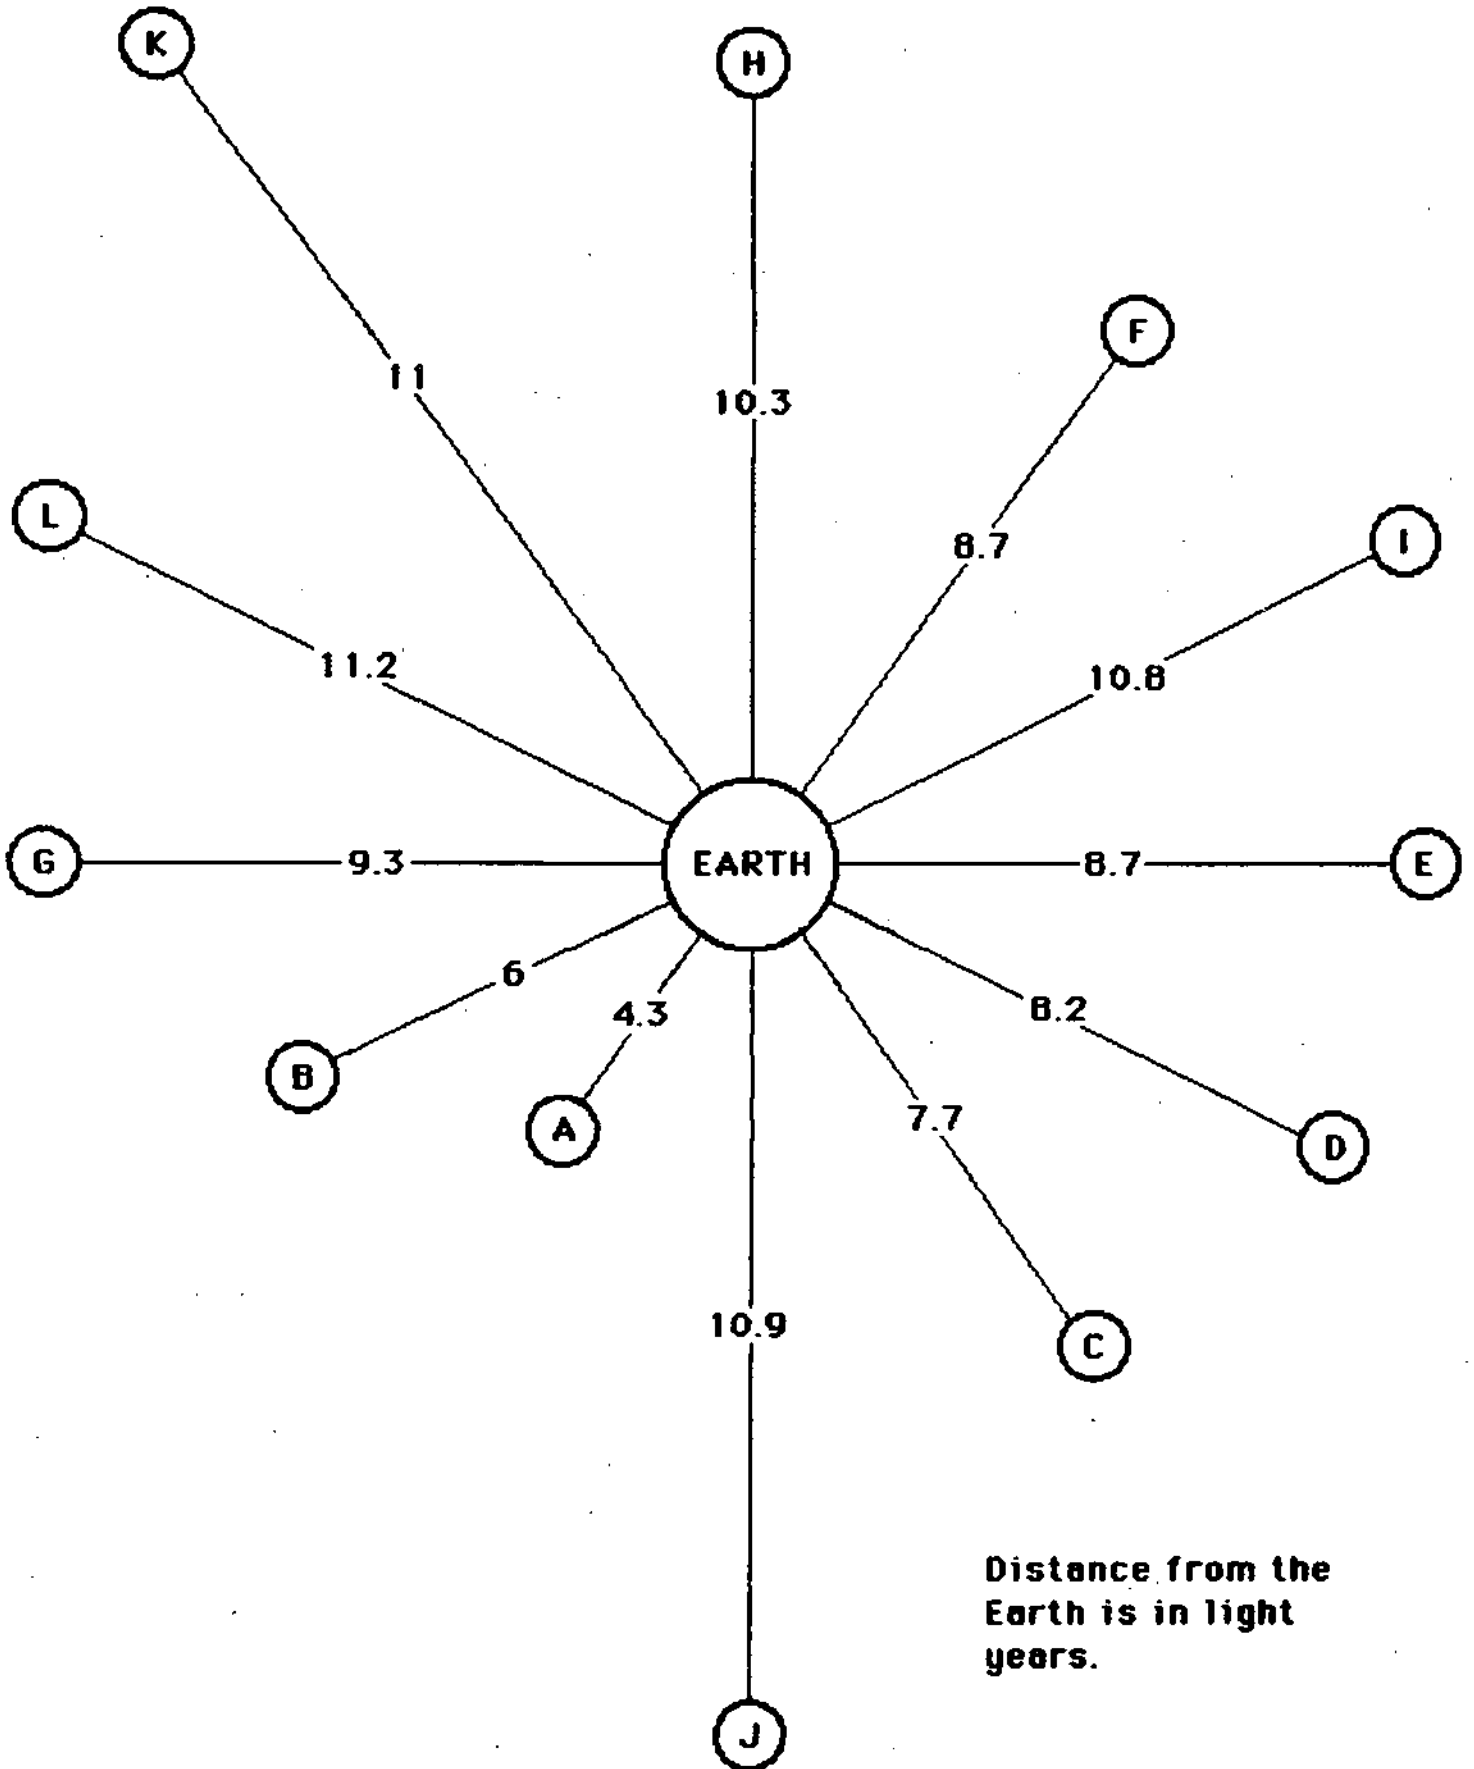 K
H
F
11
10.3
L
I
8.7
11.2
10.8
G
9.3
EARTH
8.7
E
6
4.3
8.2
B
A
7.7
D
10.9
C
Distance from the
Earth is in light
years.
J